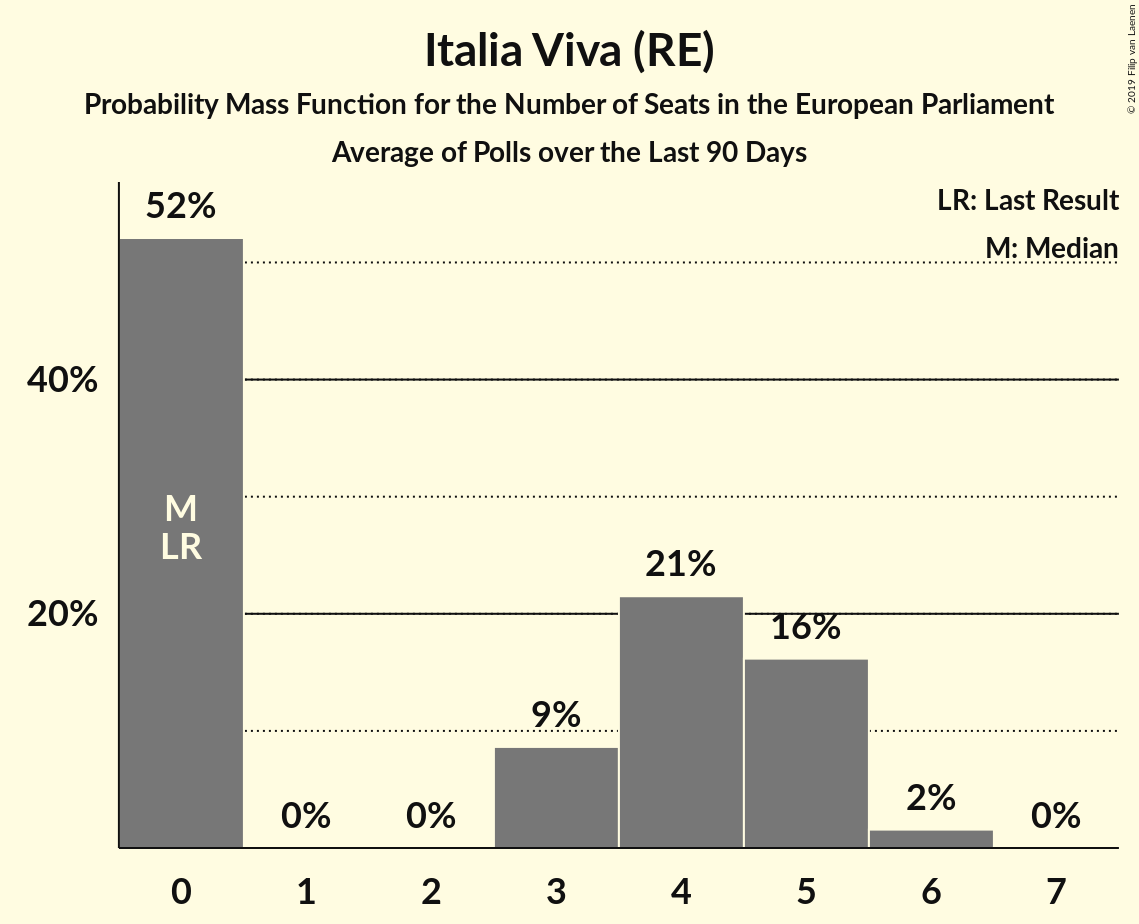 Italia Viva (RE)
Probability Mass Function for the Number of Seats in the European Parliament
Average of Polls over the Last 90 Days
© 2019 Filip van Laenen
LR: Last Result
M: Median
52%
40%
M
LR
21%
20%
16%
9%
0%
0%
2%
0%
0 1 2 3 4 5 6 7